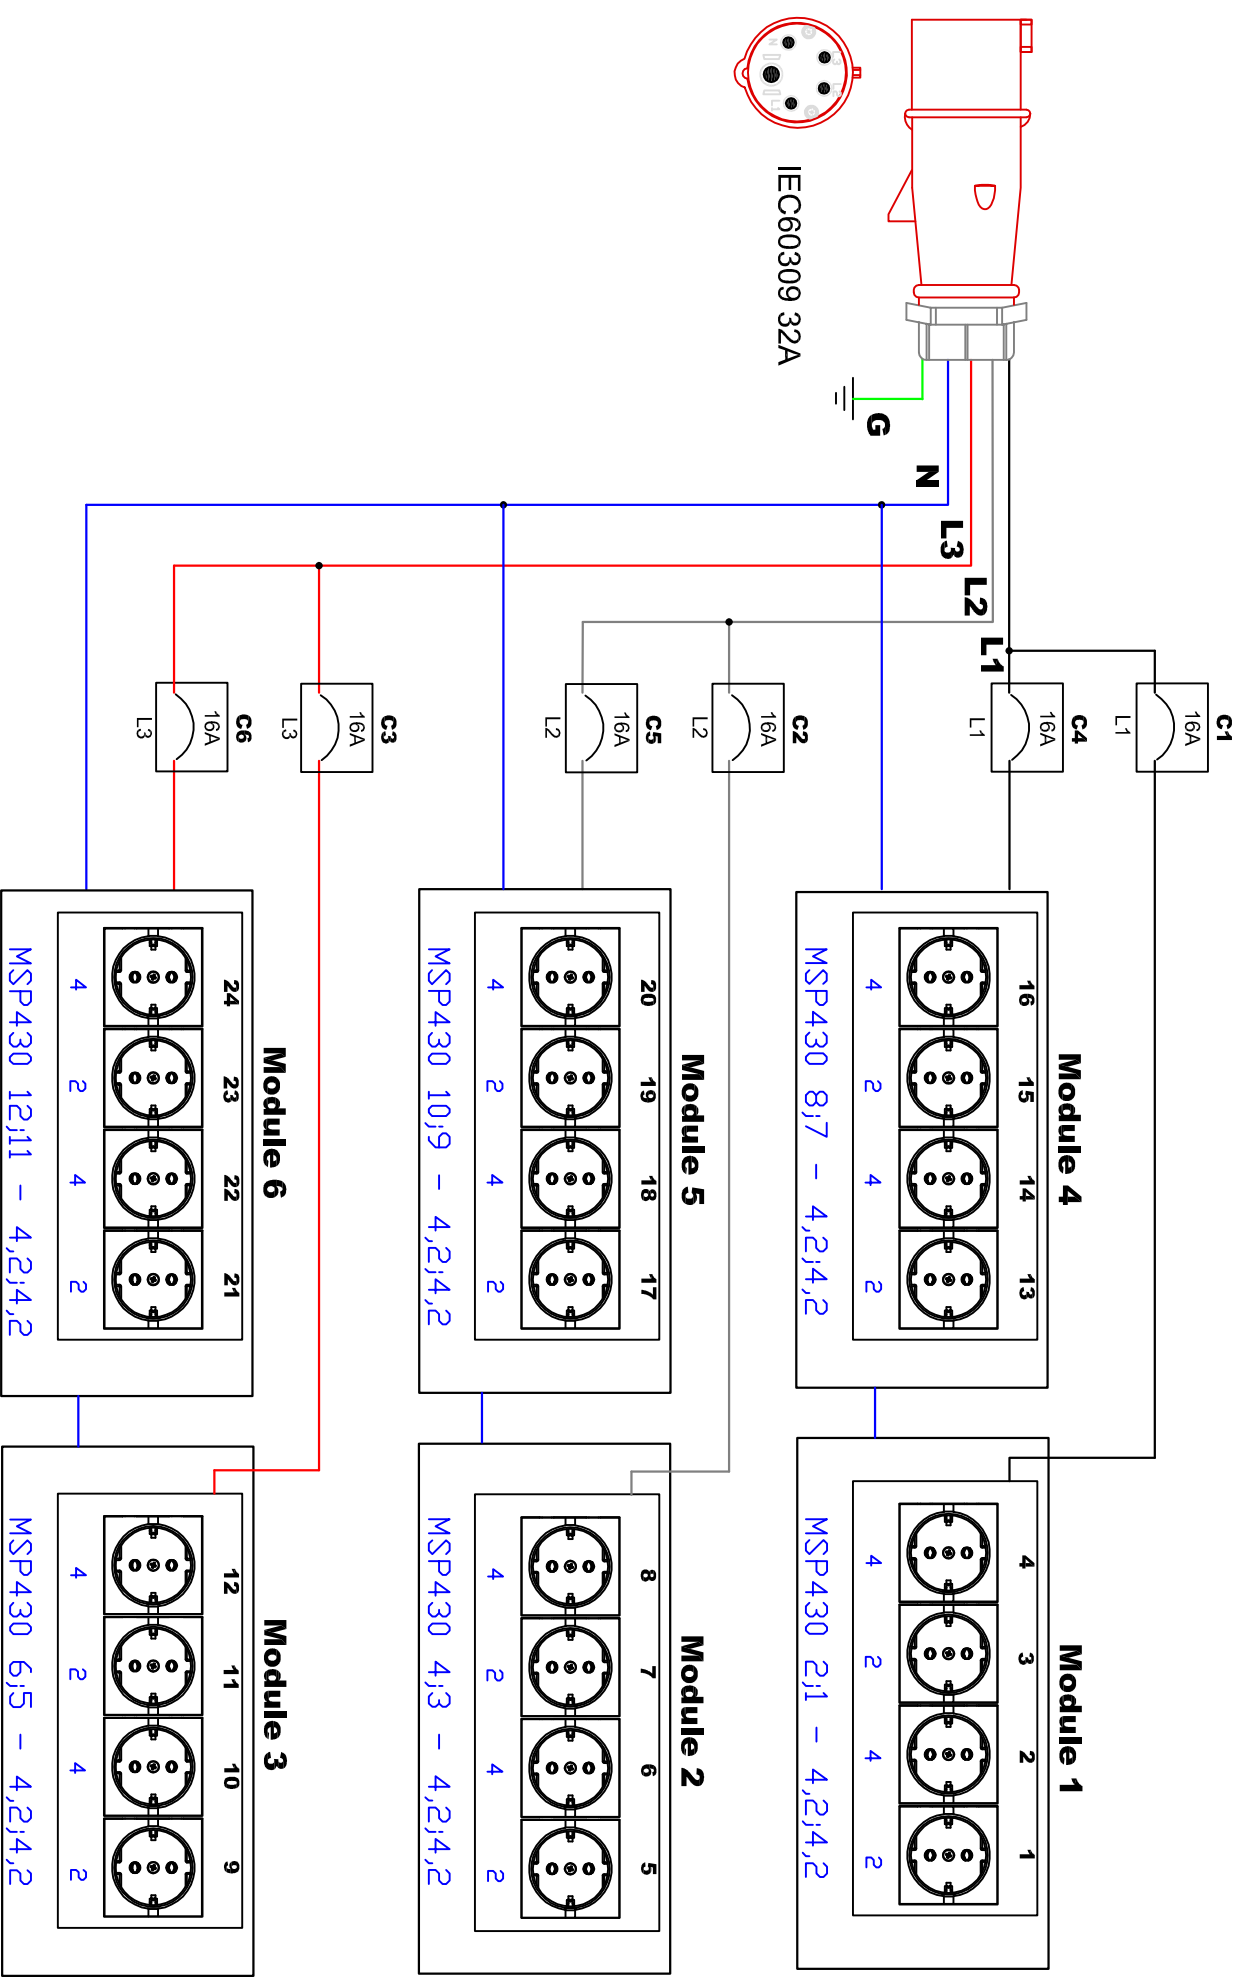 IEC60309 32A
N
L3
L2
L1
G
N
L3
L2
L1
C1
16A
L1
C4
16A
L1
C2
16A
L2
C5
16A
L2
C3
16A
L3
C6
16A
L3
Module 4
16 15 14 13
4 2 4 2
MSP430 8;7 - 4,2;4,2
Module 1
4 3 2 1
4 2 4 2
MSP430 2;1 - 4,2;4,2
Module 5
20 19 18 17
4 2 4 2
MSP430 10;9 - 4,2;4,2
Module 2
8 7 6 5
4 2 4 2
MSP430 4;3 - 4,2;4,2
Module 6
24 23 22 21
4 2 4 2
MSP430 12;11 - 4,2;4,2
Module 3
12 11 10 9
4 2 4 2
MSP430 6;5 - 4,2;4,2